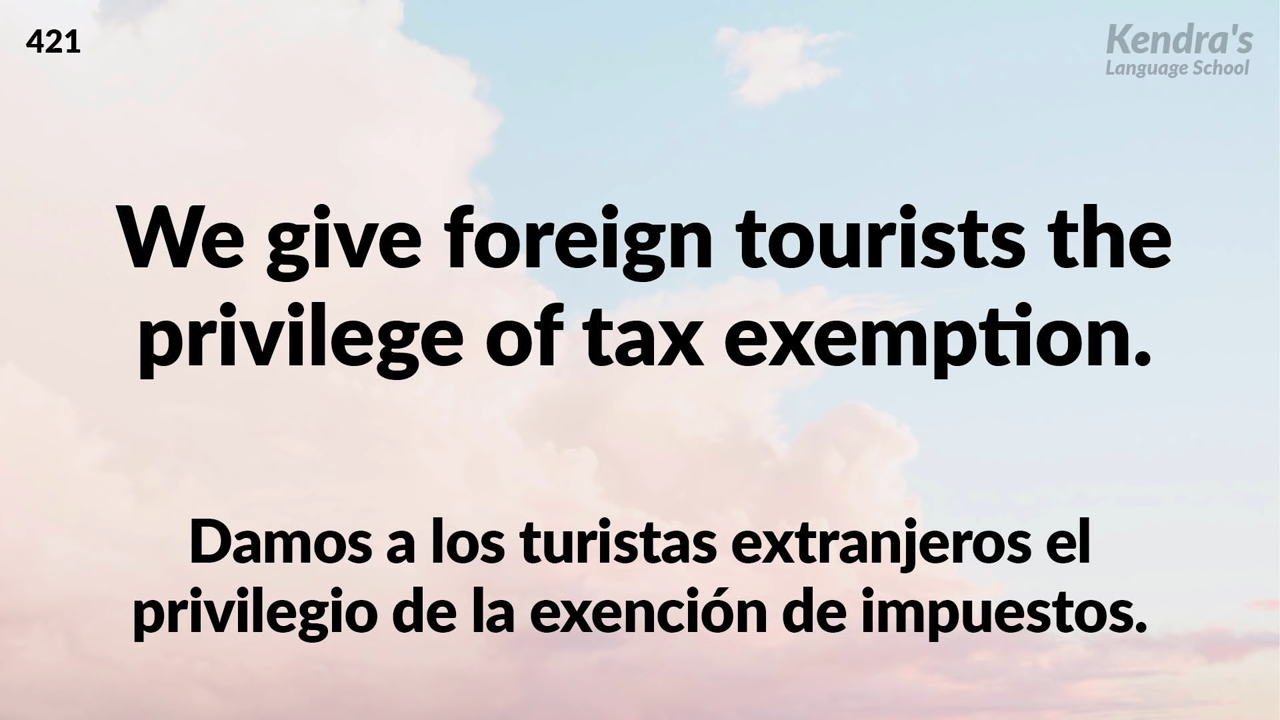 421
Kendra's
Language School
We give foreign tourists the
privilege of tax exemption.
Damos a los turistas extranjeros el
privilegio de la exención de impuestos.